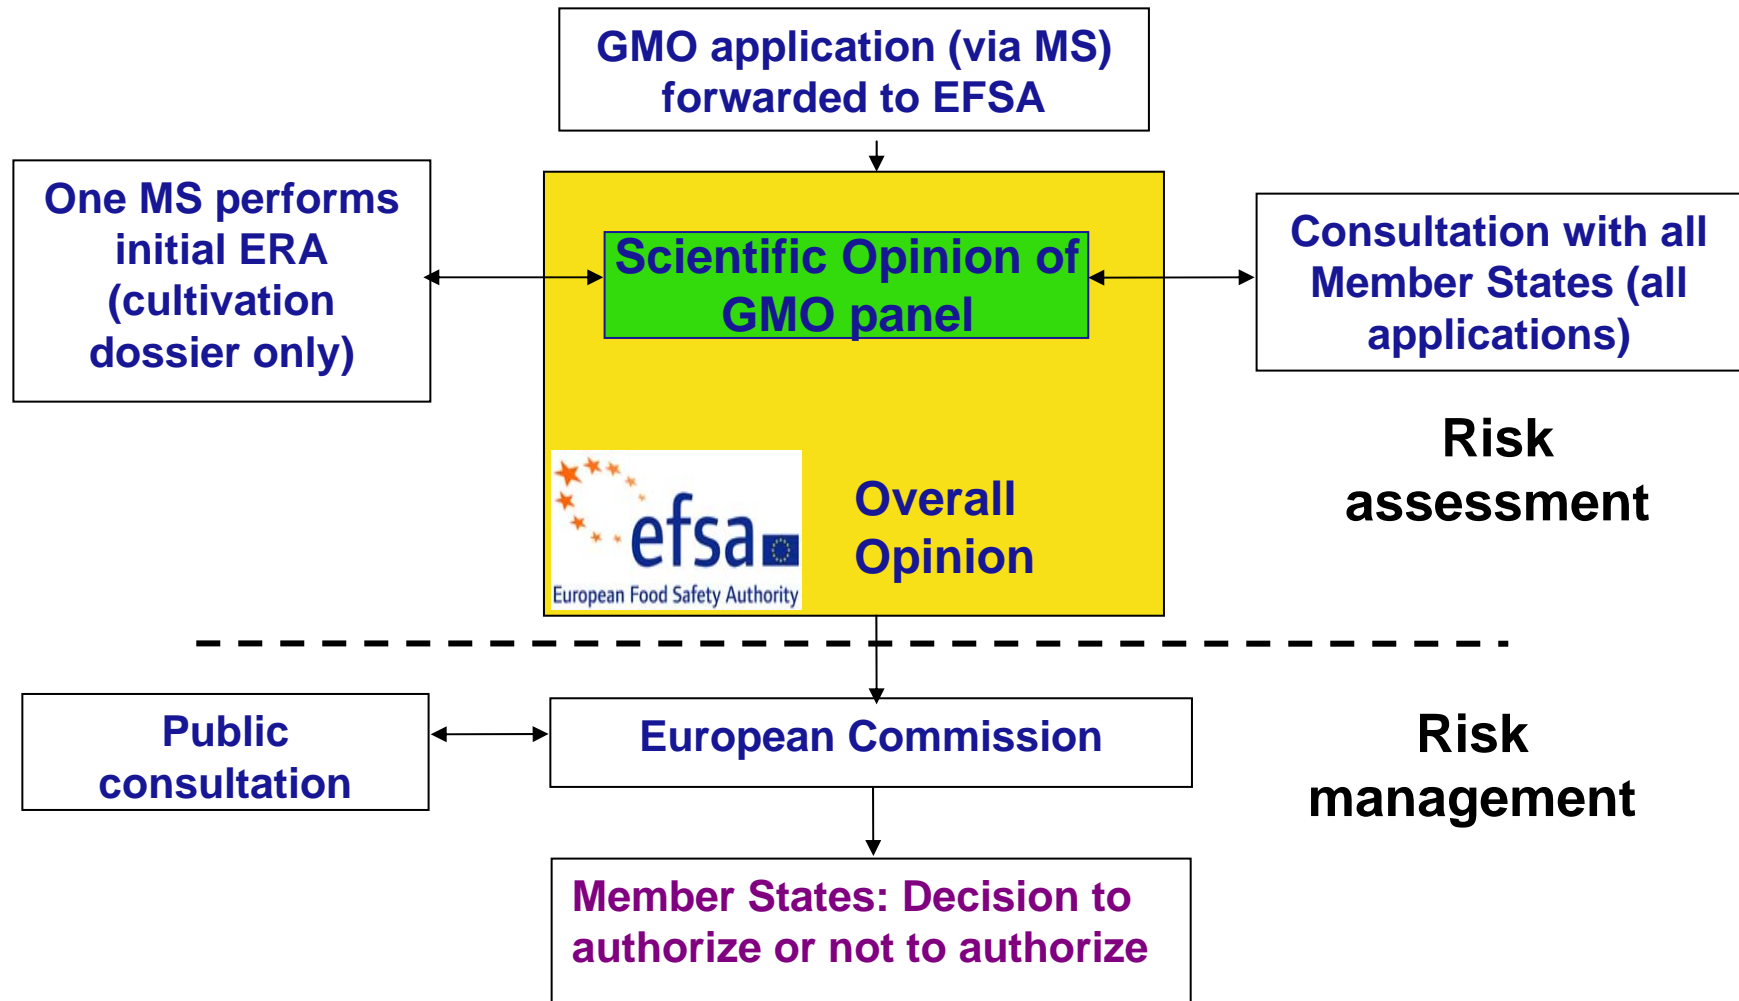 GMO application (via MS)
forwarded to EFSA
One MS performs
initial ERA
(cultivation
dossier only)
Scientific Opinion of
GMO panel
Consultation with all
Member States (all
applications)
Risk
assessment
efsa
European Food Safety Authority
Overall
Opinion
Public
consultation
European Commission
Risk
management
Member States: Decision to
authorize or not to authorize